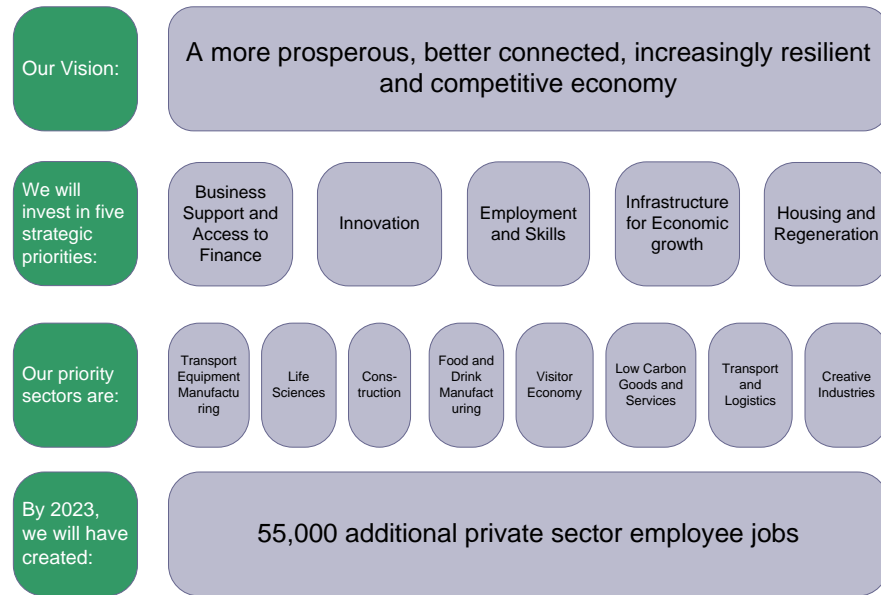 Our Vision:
A more prosperous, better connected, increasingly resilient
and competitive economy
We will
invest in five
strategic
priorities:
Business
Support and
Access to
Finance
Innovation
Employment
and Skills
Infrastructure
for Economic
growth
Housing and
Regeneration
Our priority
sectors are:
Transport
Equipment
Manufactu
ring
Life
Sciences
Cons-
truction
Food and
Drink
Manufact
uring
Visitor
Economy
Low Carbon
Goods and
Services
Transport
and
Logistics
Creative
Industries
By 2023,
we will have
created:
55,000 additional private sector employee jobs